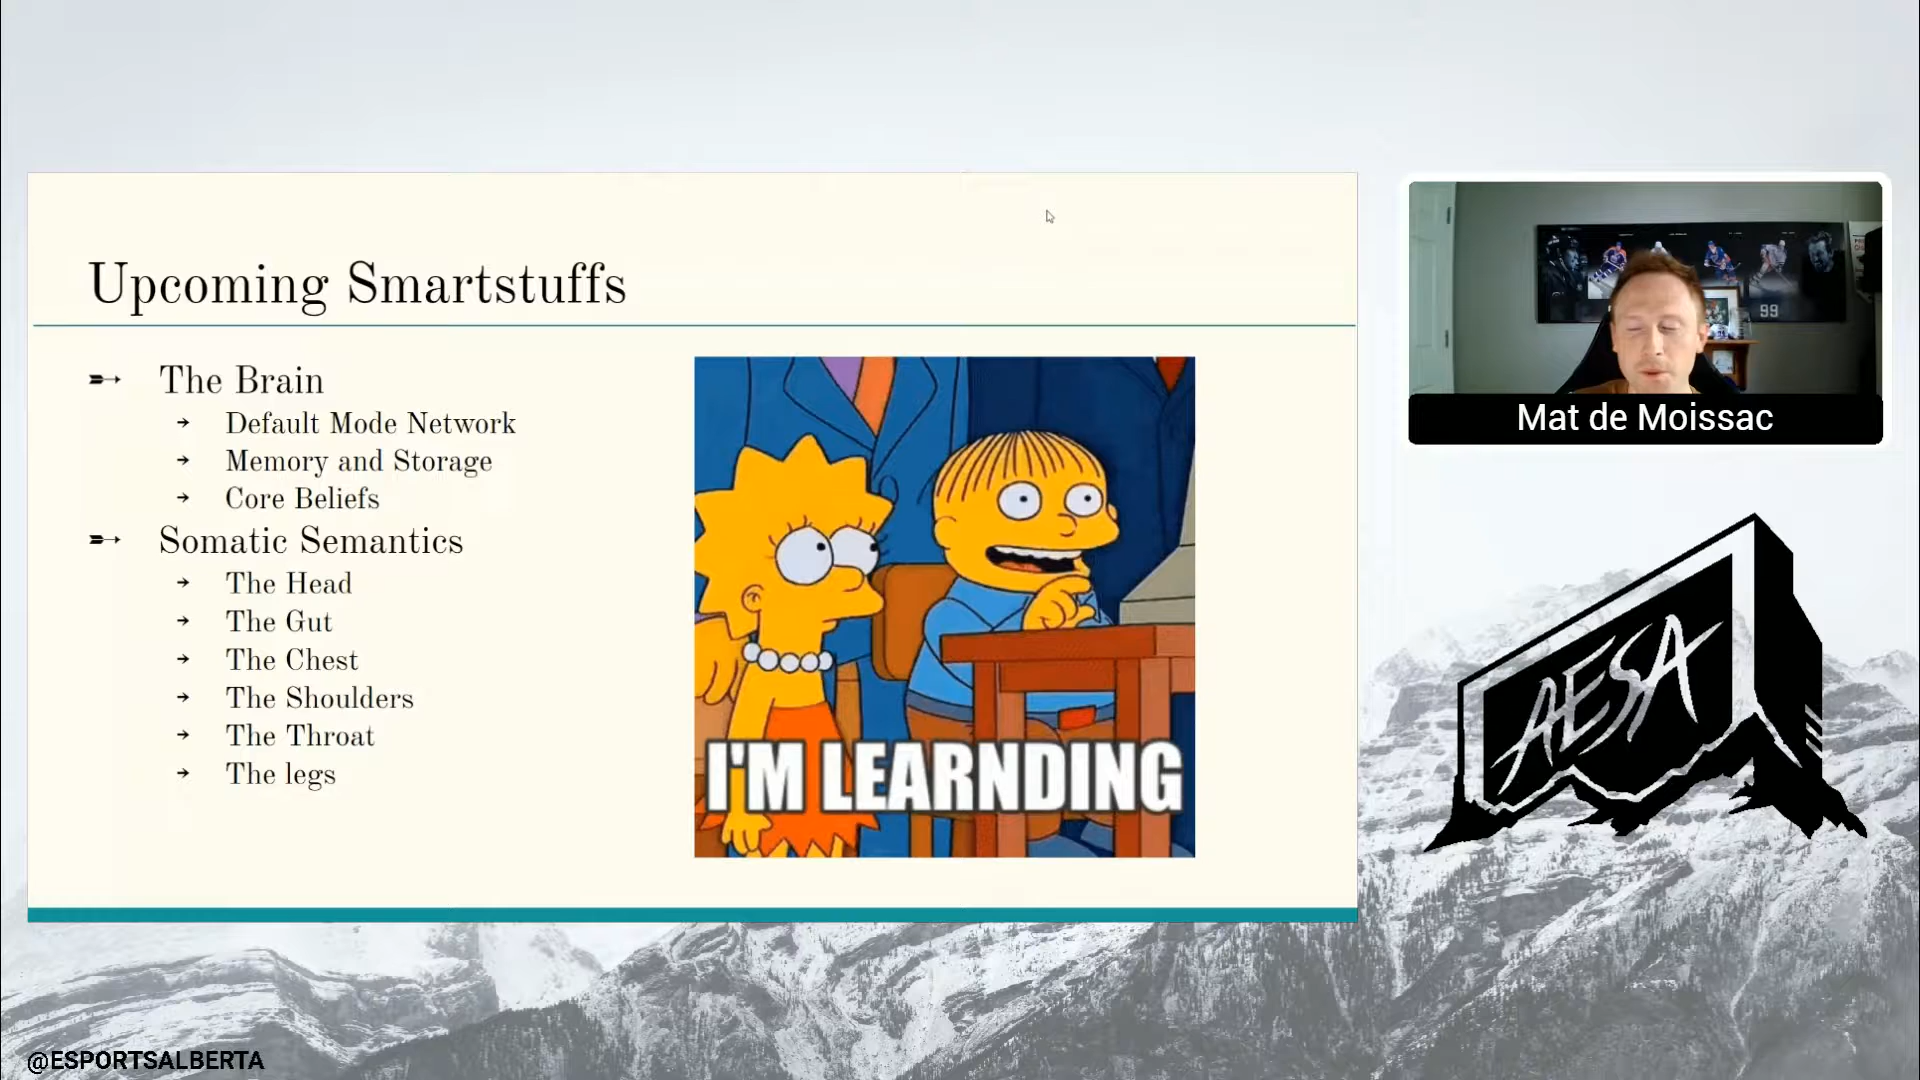 Upcoming Smartstuffs
The Brain
Default Mode Network
Memory and Storage
Core Beliefs
Somatic Semantics
The Head
The Gut
The Chest
The Shoulders
The Throat
The legs
I'M LEARNDING
99
Mat de Moissac
AESA
@ESPORTSALBERTA